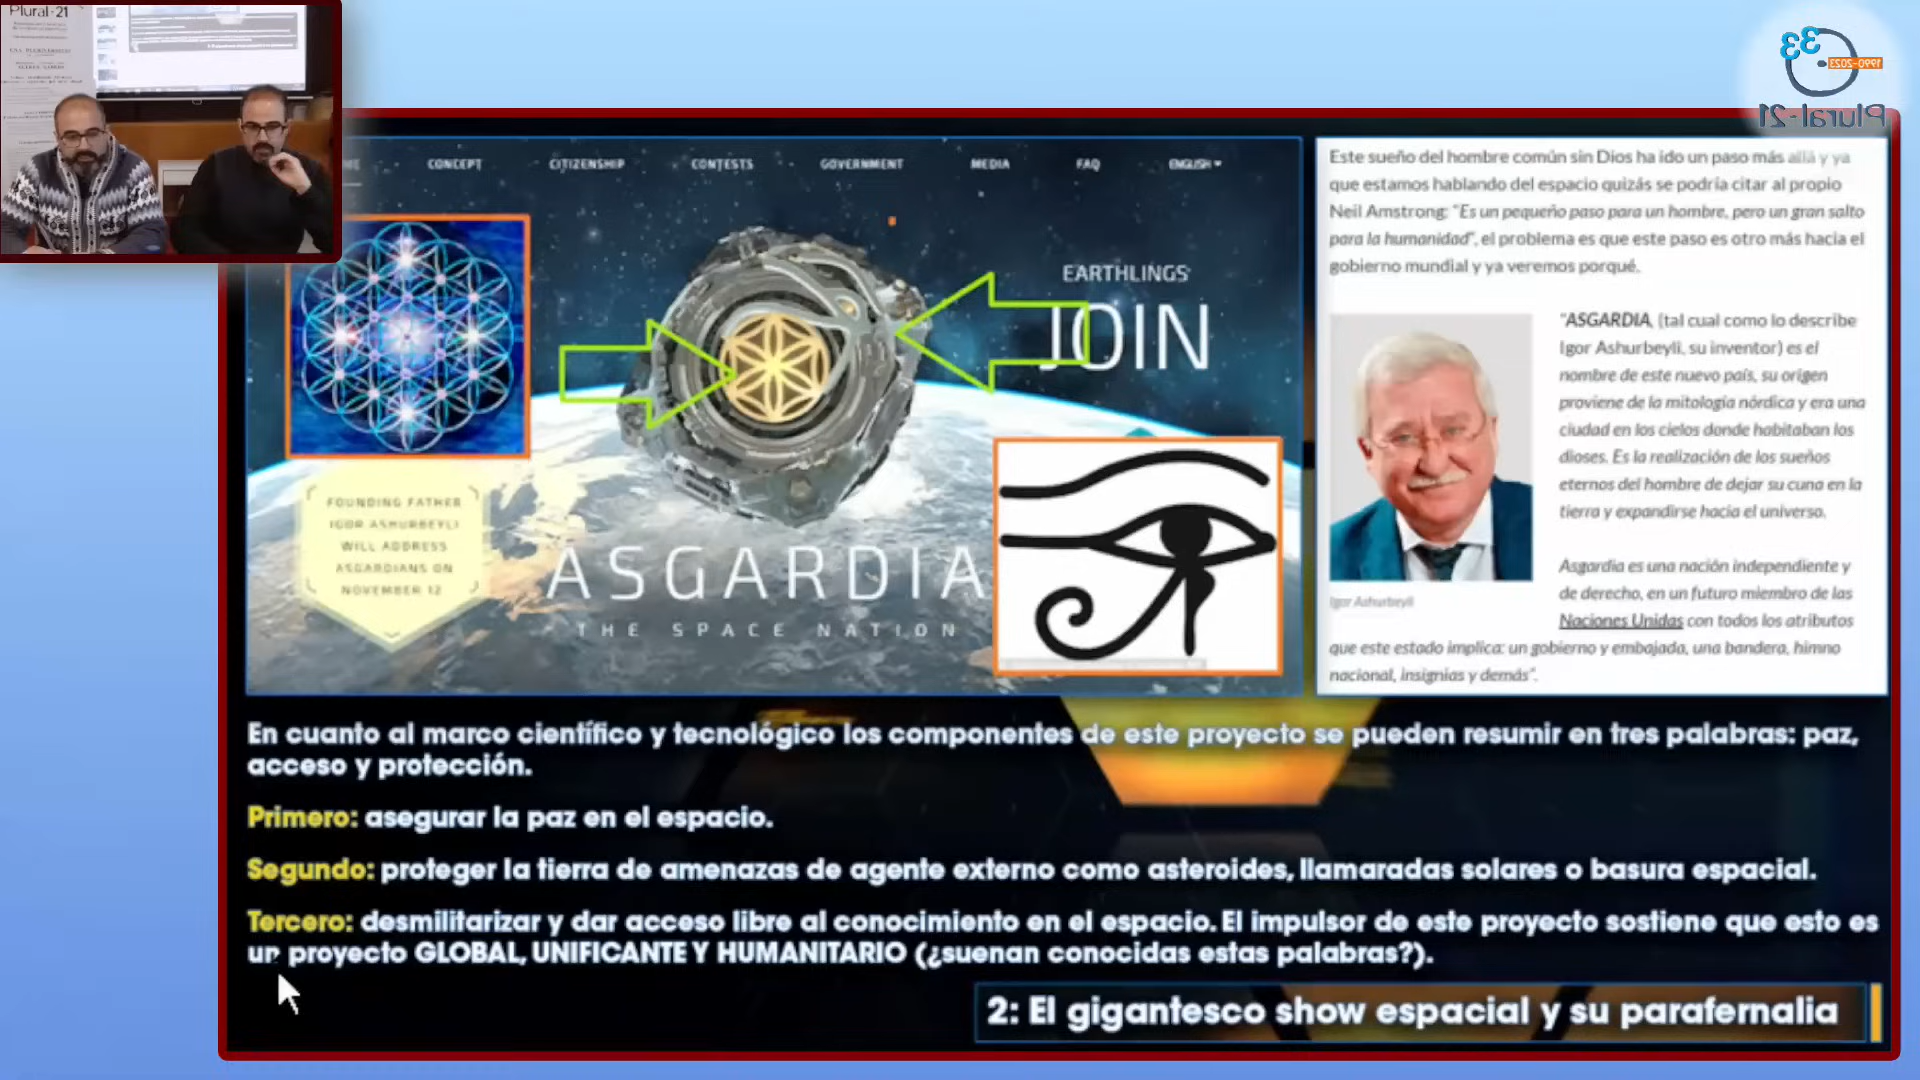 Plural-21
33
1990-2023
Plural-21
CONCEPT
CITIZENSHIP
CONTESTS
GOVERNMENT
MEDIA
FAQ
ENGLISH
EARTHLINGS
JOIN
FOUNDING FATHER
IGOR ASHURBEYLI
WILL ADDRESS
ASGARDIANS ON
NOVEMBER 12
ASGARDIA
THE SPACE NATION
Este sueño del hombre común sin Dios ha ido un paso más allá y ya
que estamos hablando del espacio quizás se podría citar al propio
Neil Amstrong: "Es un pequeño paso para un hombre, pero un gran salto
para la humanidad", el problema es que este paso es otro más hacia el
gobierno mundial y ya veremos porqué.
"ASGARDIA, (tal cual como lo describe
Igor Ashurbeyli, su inventor) es el
nombre de este nuevo país, su origen
proviene de la mitología nórdica y era una
ciudad en los cielos donde habitaban los
dioses. Es la realización de los sueños
eternos del hombre de dejar su cuna en la
tierra y expandirse hacia el universo.
Igor Ashurbeyli
Asgardia es una nación independiente y
de derecho, en un futuro miembro de las
Naciones Unidas con todos los atributos
que este estado implica: un gobierno y embajada, una bandera, himno
nacional, insignias y demás".
En cuanto al marco científico y tecnológico los componentes de este proyecto se pueden resumir en tres palabras: paz,
acceso y protección.
Primero: asegurar la paz en el espacio.
Segundo: proteger la tierra de amenazas de agente externo como asteroides, llamaradas solares o basura espacial.
Tercero: desmilitarizar y dar acceso libre al conocimiento en el espacio. El impulsor de este proyecto sostiene que esto es
un proyecto GLOBAL, UNIFICANTE Y HUMANITARIO (¿suenan conocidas estas palabras?).
2: El gigantesco show espacial y su parafernalia